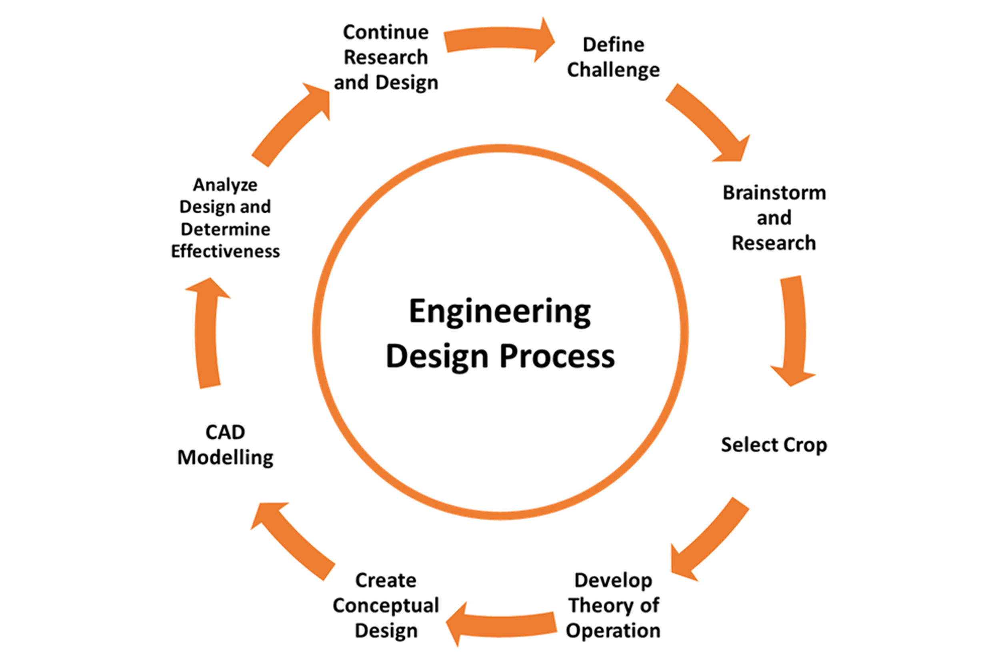 Continue
Research
and Design
Define
Challenge
Brainstorm
and
Research
Select Crop
Develop
Theory of
Operation
Create
Conceptual
Design
CAD
Modelling
Analyze
Design and
Determine
Effectiveness
Engineering
Design Process